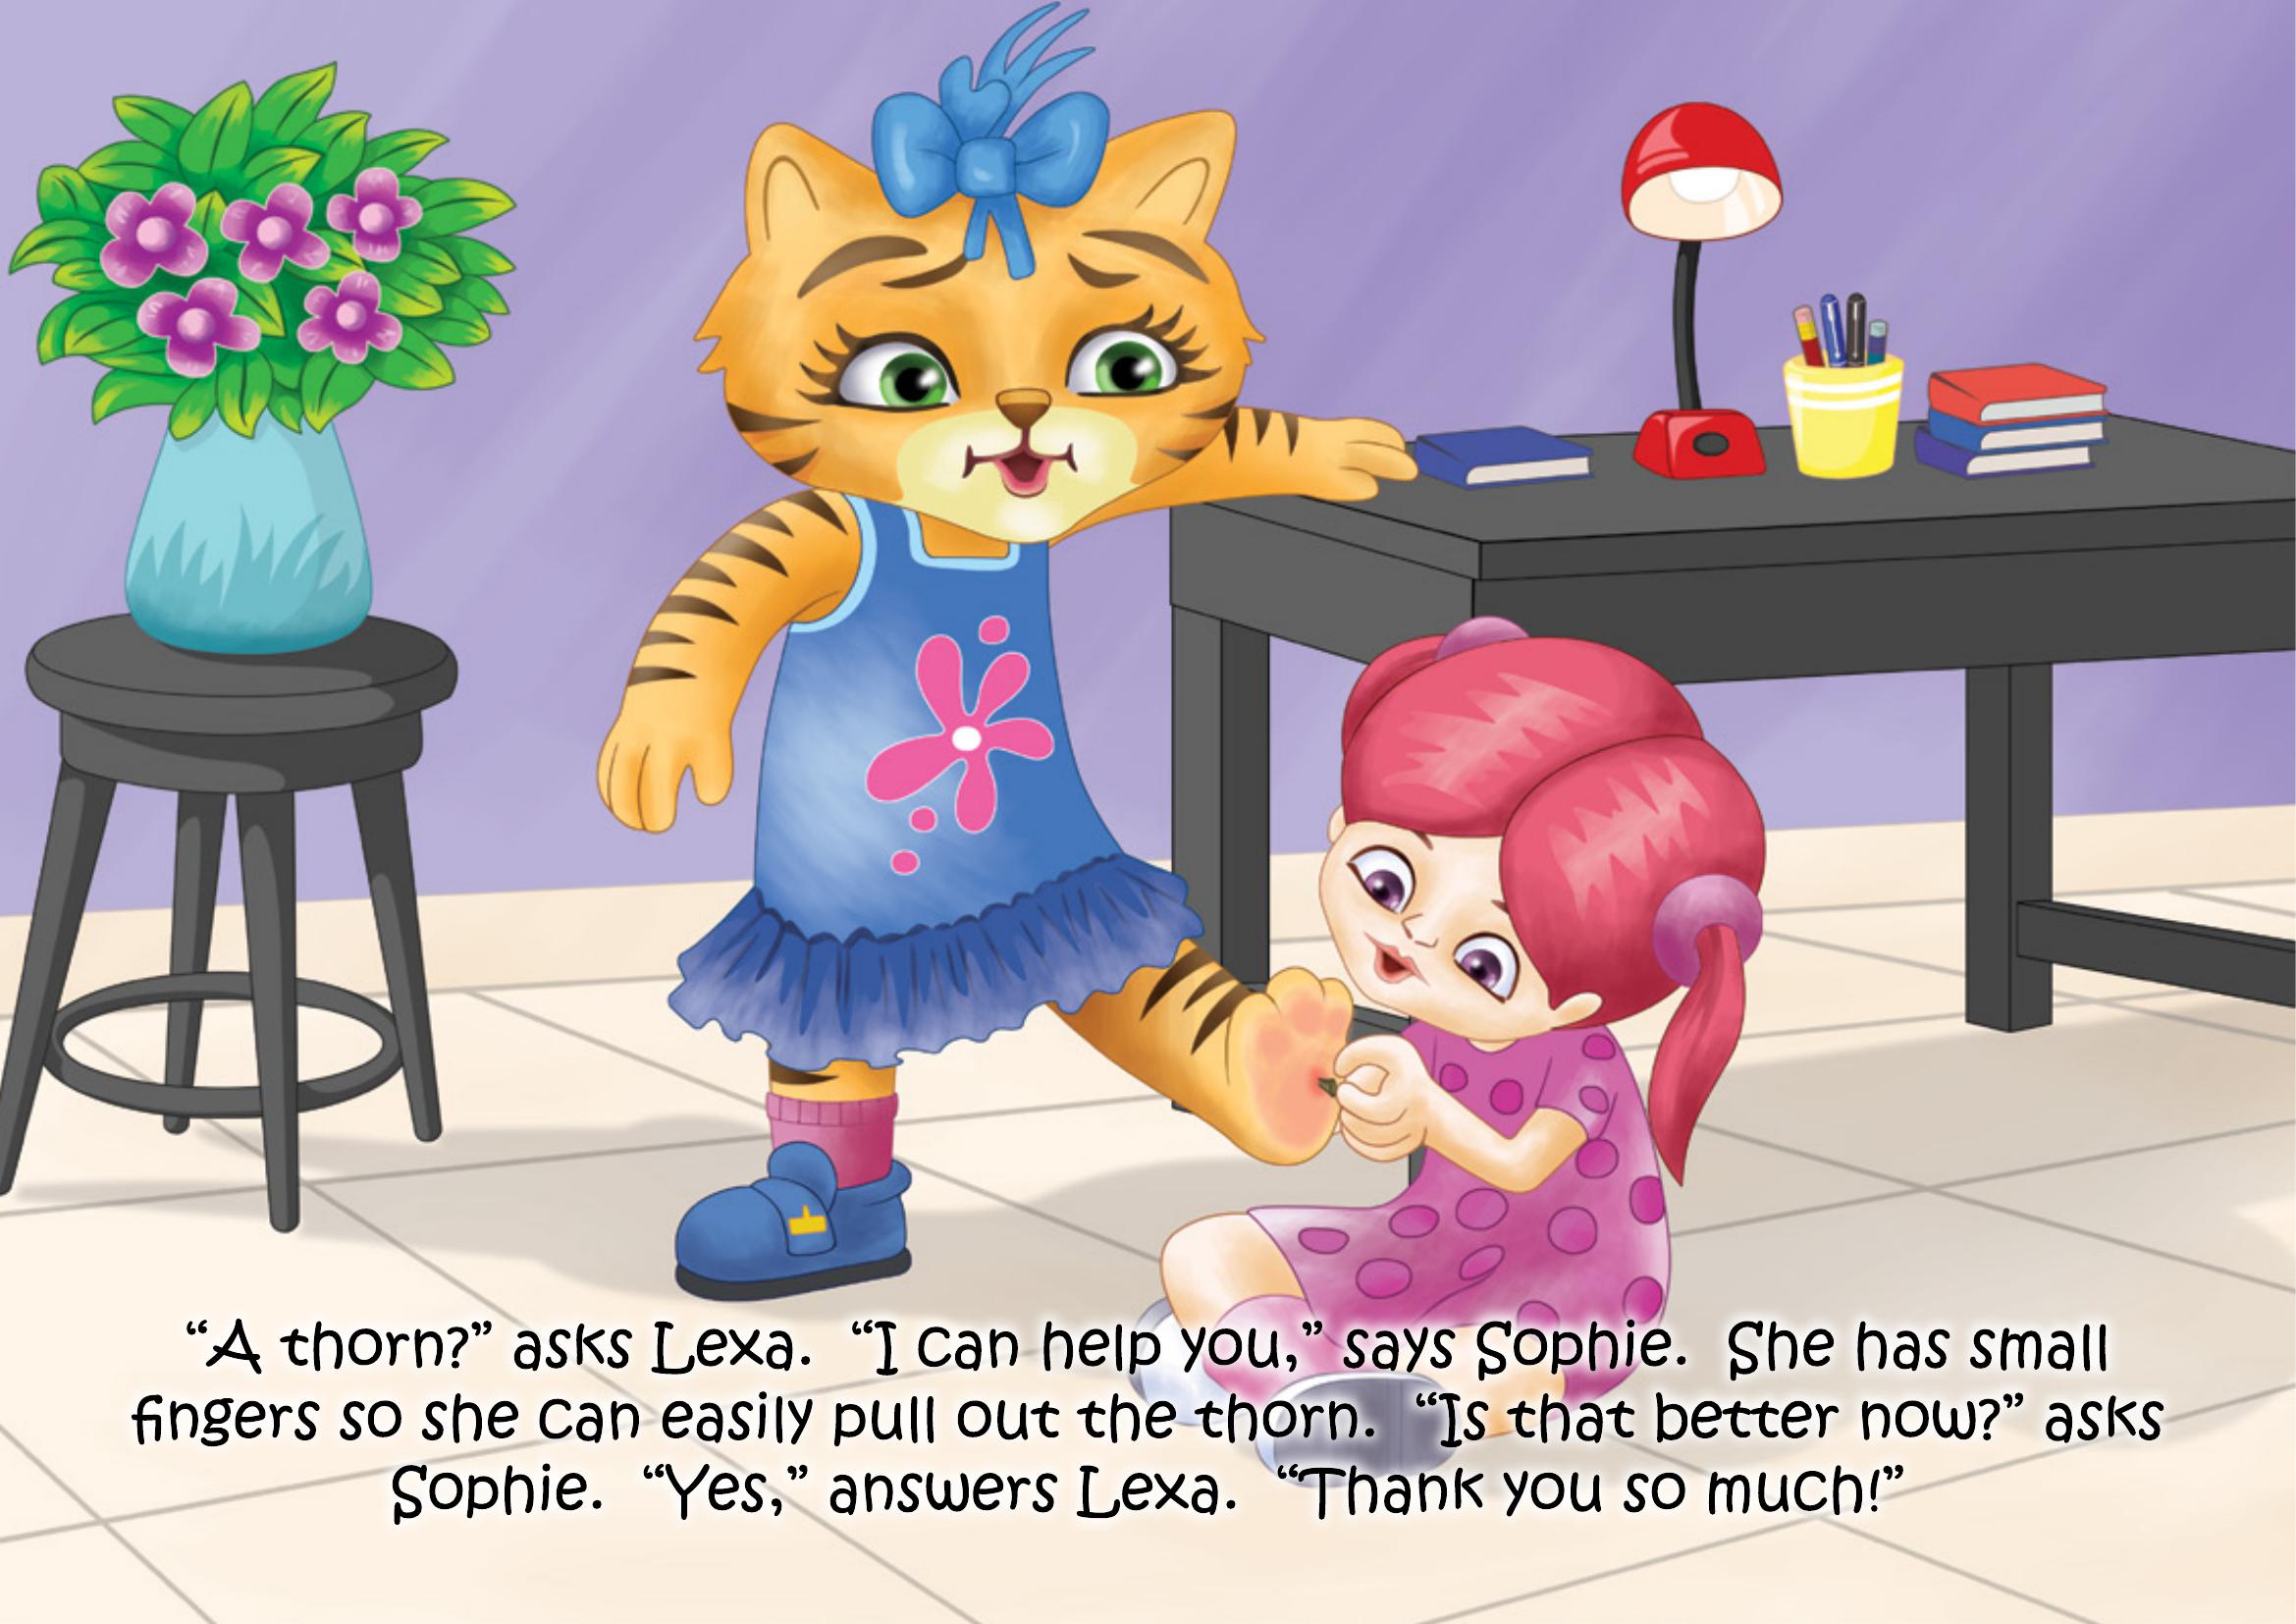 “A thorn?” asks Lexa.  “I can help you,” says Sophie.  She has small
fingers so she can easily pull out the thorn.  “Is that better now?” asks
Sophie.  “Yes,” answers Lexa.  “Thank you so much!”